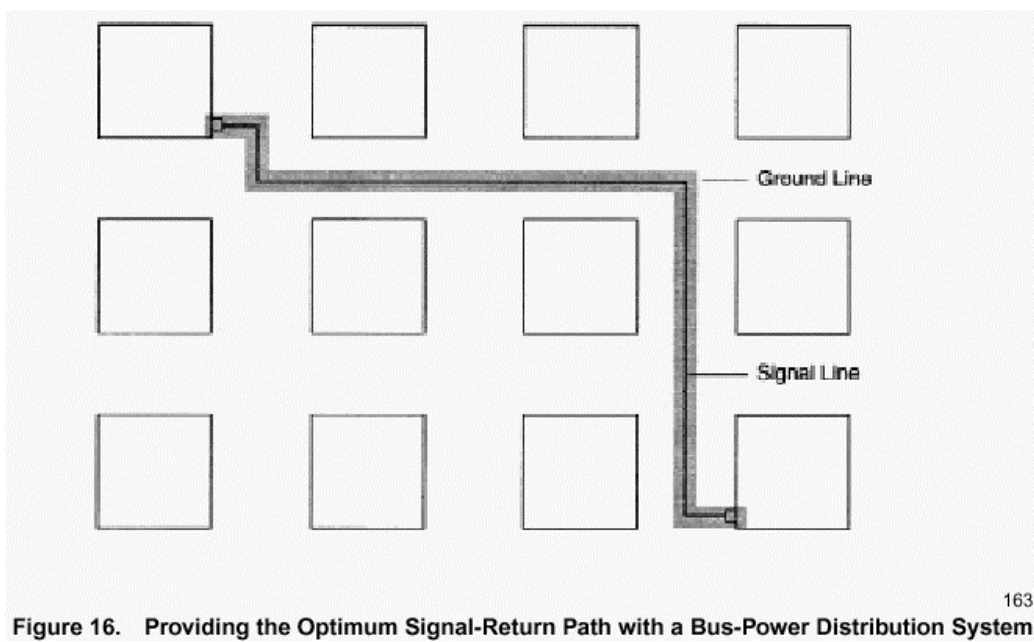 Ground Line
Signal Line
163
Figure 16. Providing the Optimum Signal-Return Path with a Bus-Power Distribution System